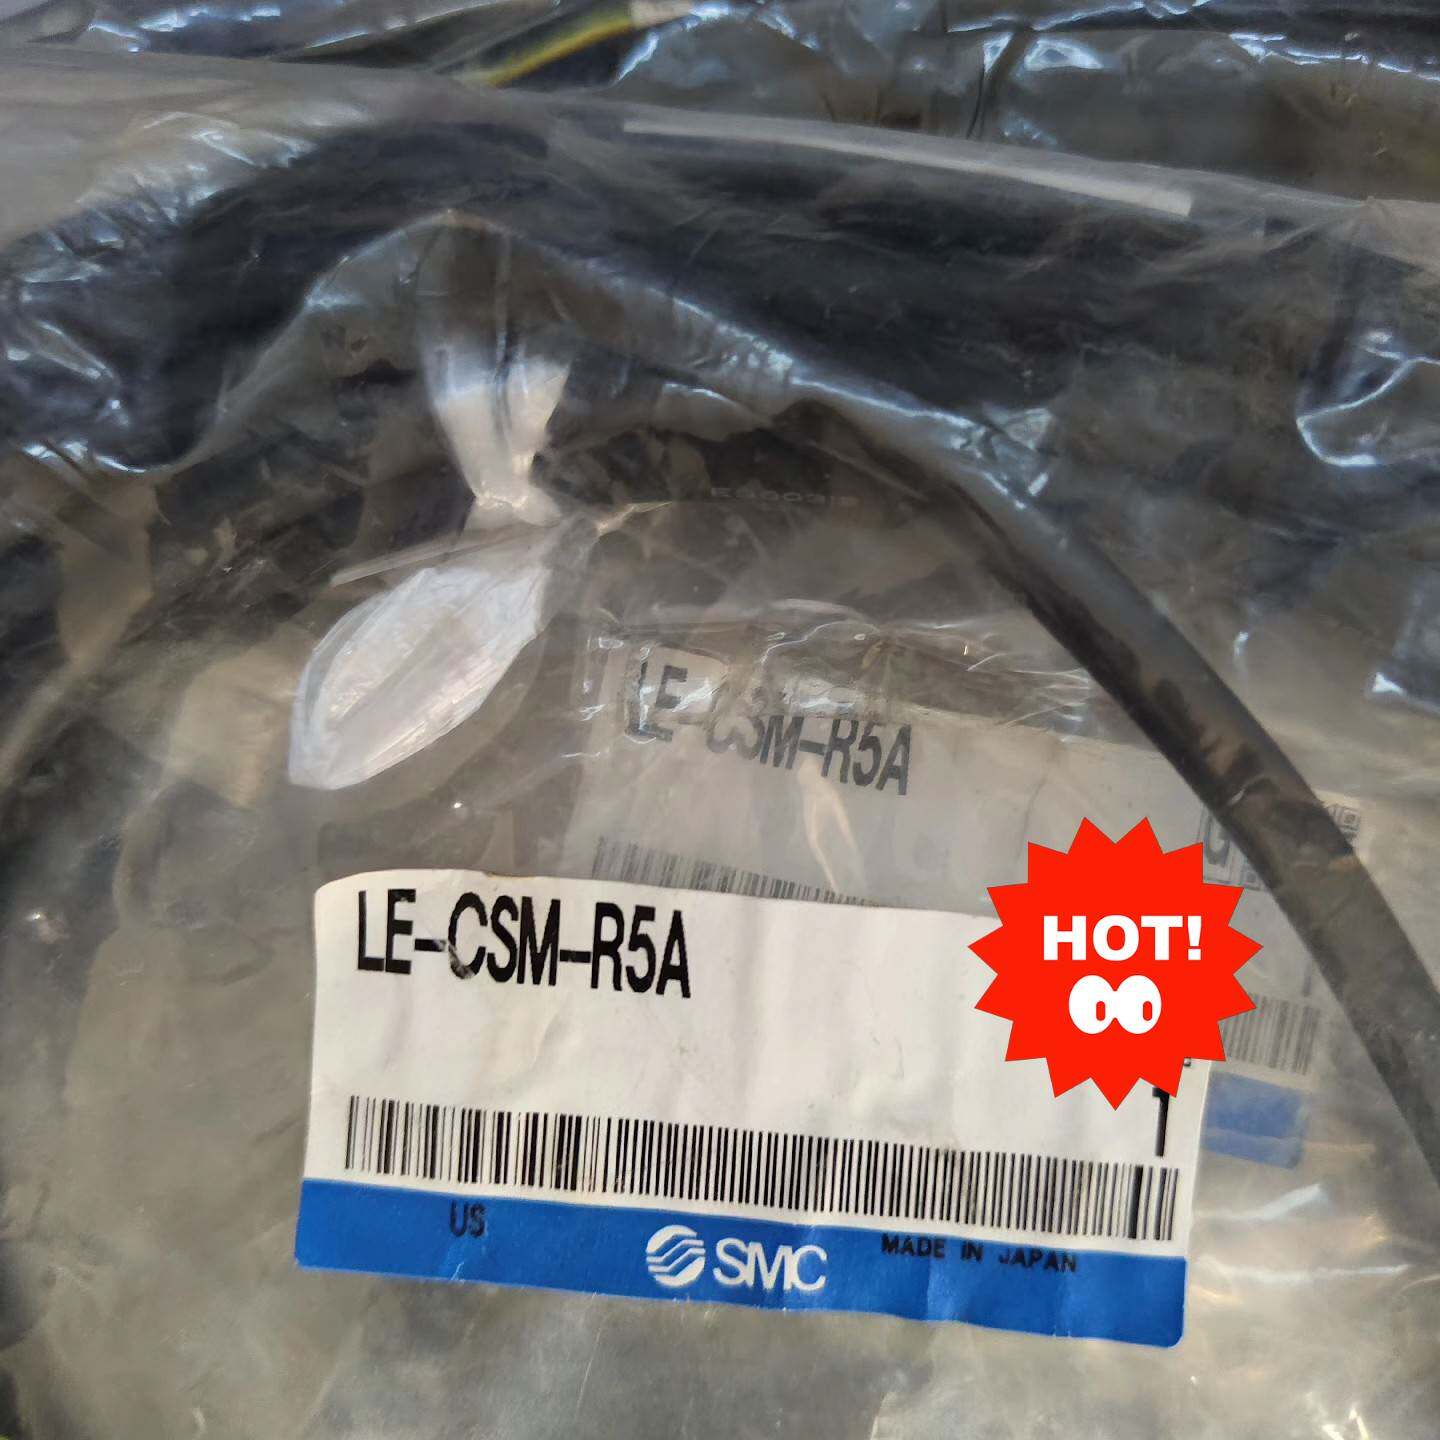 LE-CSM-R5A
LE-CSM-R5A
HOT!
1
US
SMC
MADE IN JAPAN